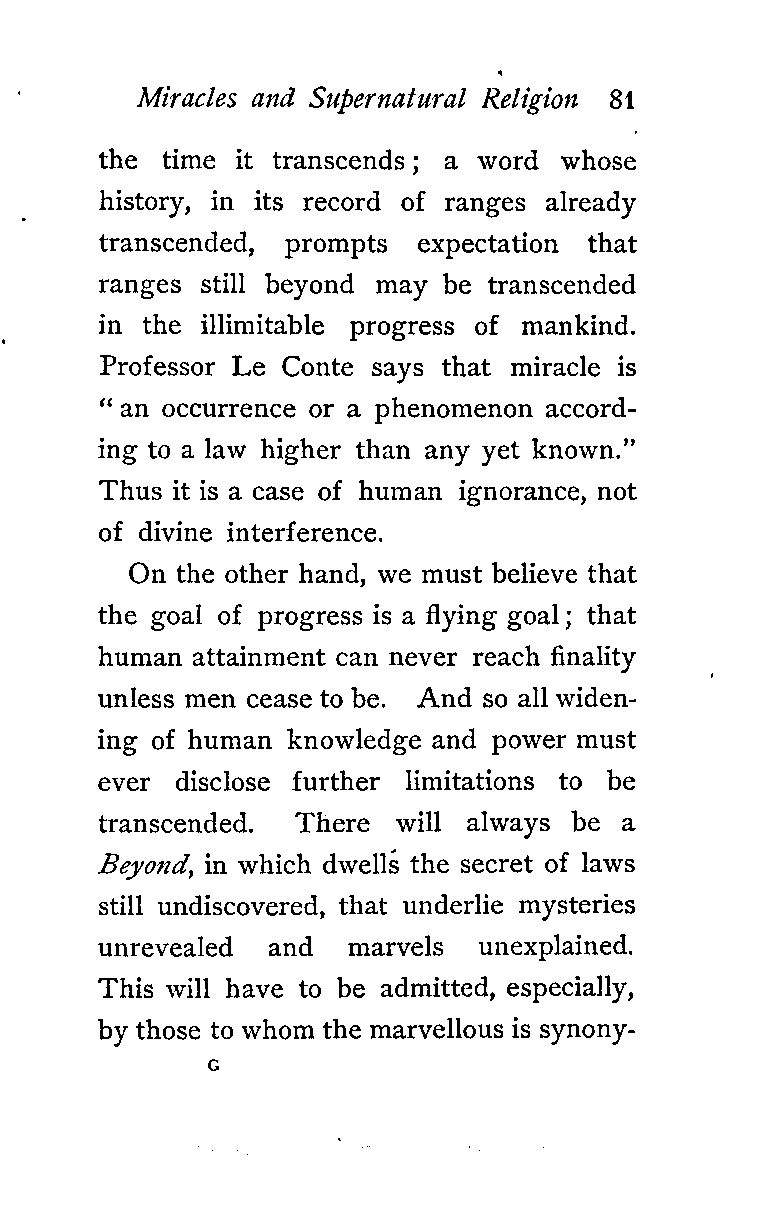 Miracles and Supernatural Religion 81
the time it transcends; a word whose
history, in its record of ranges already
transcended, prompts expectation that
ranges still beyond may be transcended
in the illimitable progress of mankind.
Professor Le Conte says that miracle is
“ an occurrence or a phenomenon accord-
ing to a law higher than any yet known.”
Thus it is a case of human ignorance, not
of divine interference.
On the other hand, we must believe that
the goal of progress is a flying goal; that
human attainment can never reach finality
unless men cease to be. And so all widen-
ing of human knowledge and power must
ever disclose further limitations to be
transcended. There will always be a
Beyond, in which dwells the secret of laws
still undiscovered, that underlie mysteries
unrevealed and marvels unexplained.
This will have to be admitted, especially,
by those to whom the marvellous is synony-
G